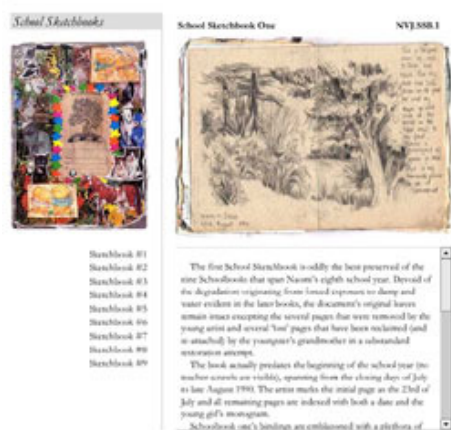 School Sketchbooks
School Sketchbook One
NVJ.SSB.1
Sketchbook #1
Sketchbook #2
Sketchbook #3
Sketchbook #4
Sketchbook #5
Sketchbook #6
Sketchbook #7
Sketchbook #8
Sketchbook #9
The first School Sketchbook is oddly the best preserved of the
nine Schoolbooks that span Naomi's eighth school year. Devoid of
the degradation originating from forced exposure to damp and
water evident in the later books, the document's original leaves
remain intact excepting the several pages that were removed by the
young artist and several 'lost' pages that have been reclaimed (and
re-attached) by the youngster's grandmother in a substandard
restoration attempt.
The book actually predates the beginning of the school year (no
teacher are visible), spanning from the closing days of July
to late August 1990. The artist marks the initial page as the 23rd of
July and all remaining pages are indexed with both a date and the
young girl's monogram.
Schoolbook one's bindings are emblazoned with a plethora of